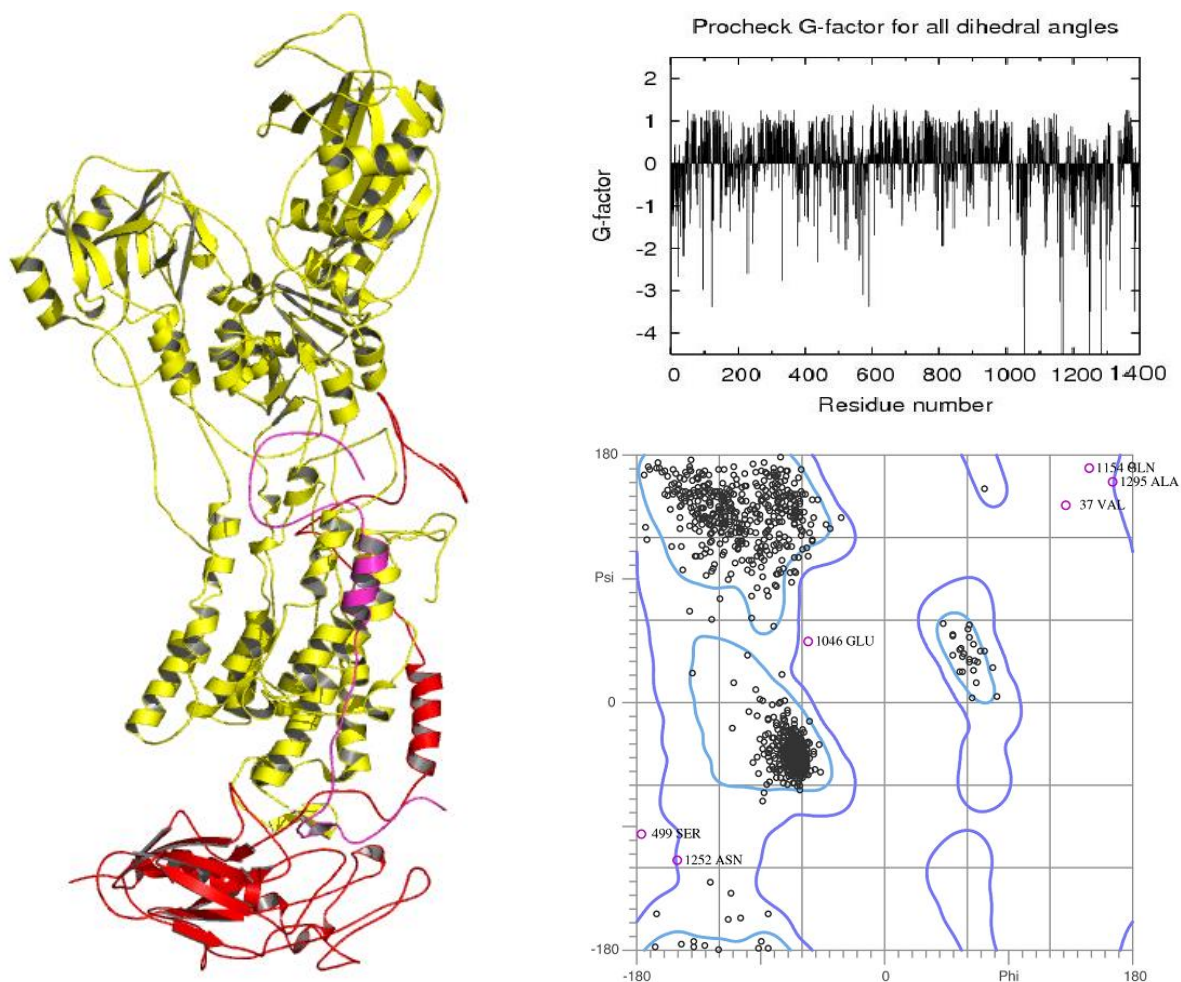 Procheck G-factor for all dihedral angles
2
1
0
-1
-2
-3
-4
G-factor
0 200 400 600 800 1000 1200 1400
Residue number
180
1154 GLN
1295 ALA
37 VAL
Psi
1046 GLU
0
499 SER
1252 ASN
-180
-180 0 Phi 180